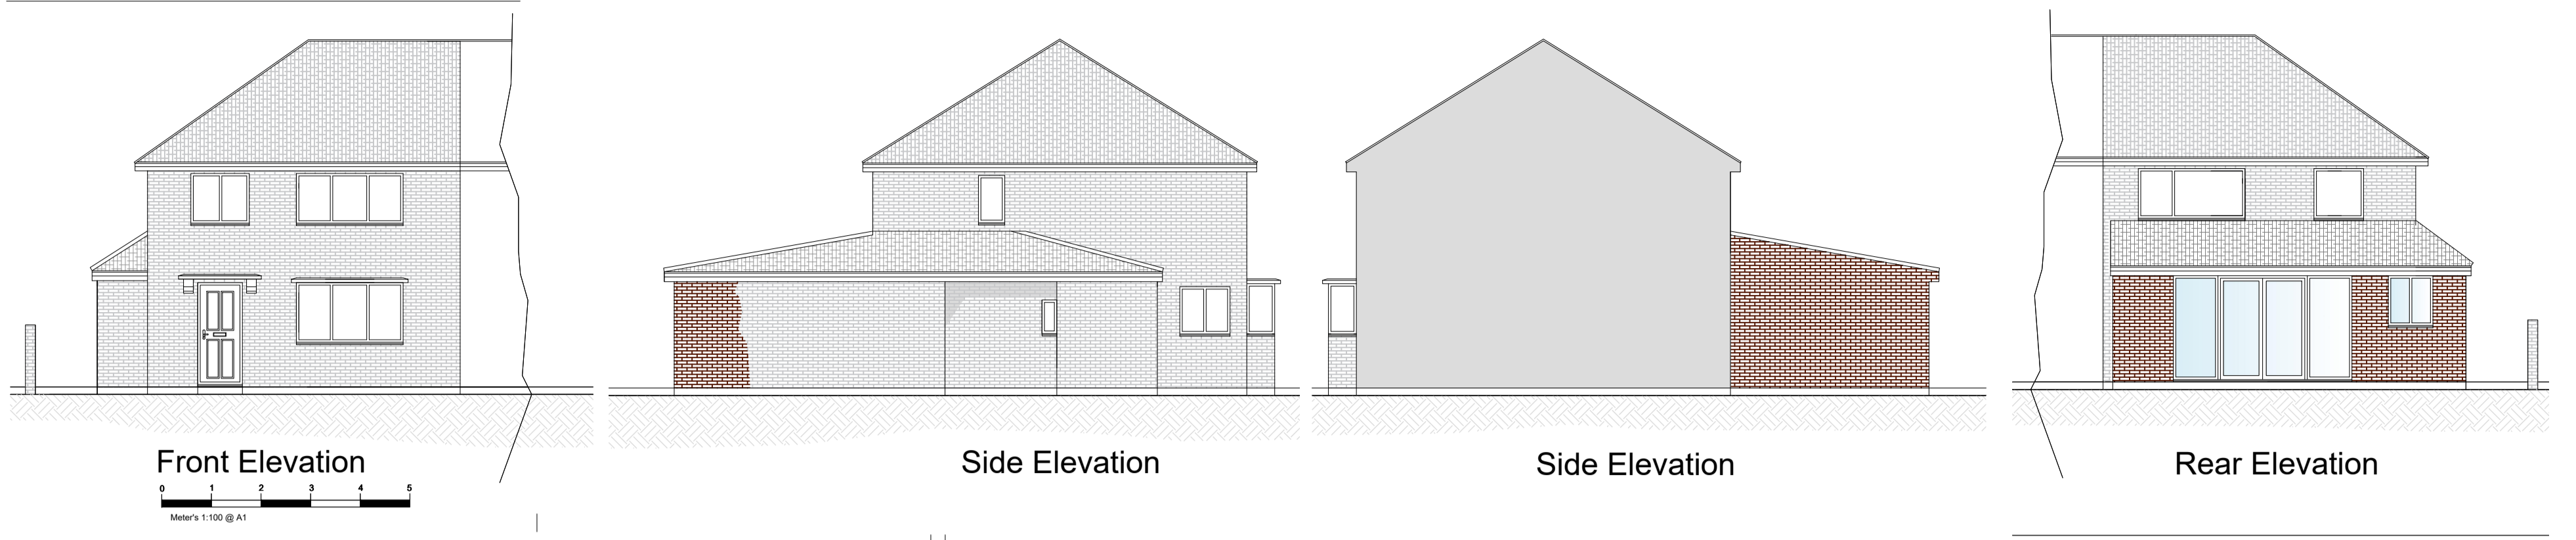 Front Elevation
0 1 2 3 4 5
Meter's 1:100 @ A1
Side Elevation
Side Elevation
Rear Elevation